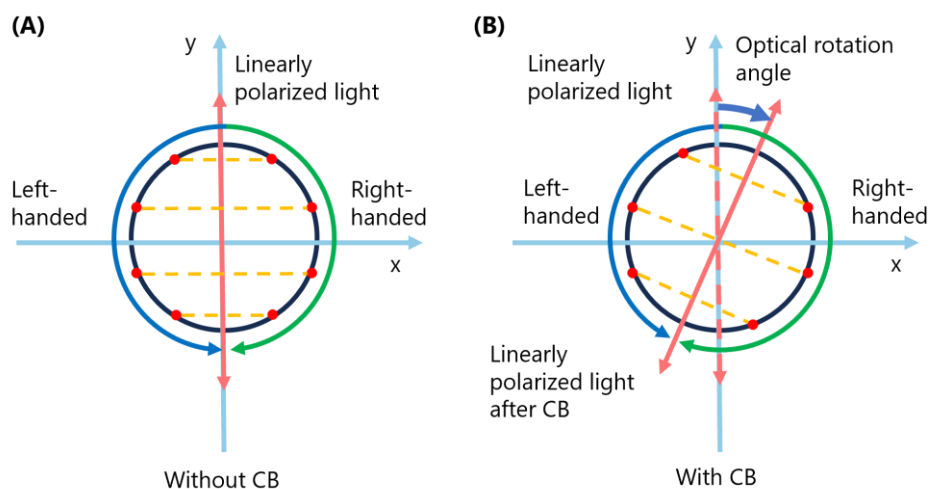 (A)
y
Linearly
polarized light
Left-
handed
Right-
handed
x
Without CB
(B)
y
Optical rotation
angle
Linearly
polarized light
Left-
handed
Right-
handed
x
Linearly
polarized light
after CB
With CB